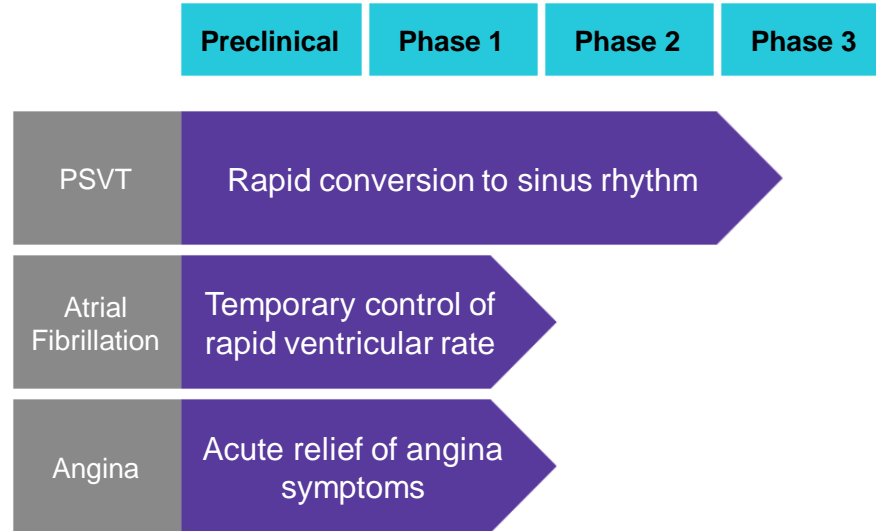 Preclinical
Phase 1
Phase 2
Phase 3
PSVT
Rapid conversion to sinus rhythm
Atrial
Fibrillation
Temporary control of
rapid ventricular rate
Angina
Acute relief of angina
symptoms